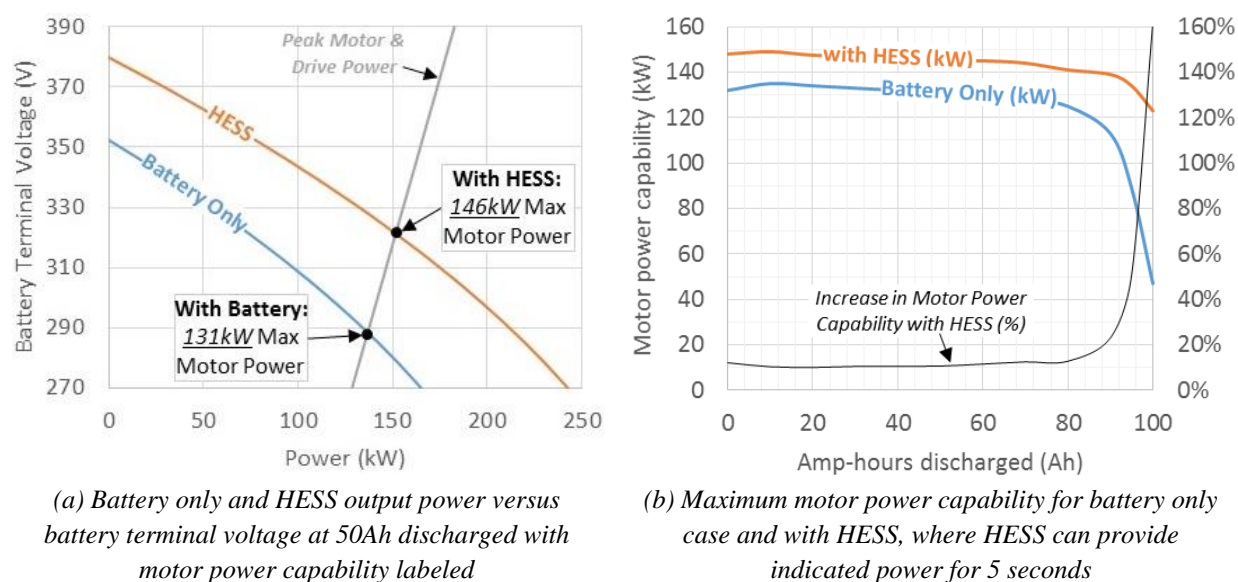 390
370
350
330
310
290
270
Battery Terminal Voltage (V)
Peak Motor &
Drive Power
HESS
Battery Only
With HESS:
146kW Max
Motor Power
With Battery:
131kW Max
Motor Power
0 50 100 150 200 250
Power (kW)
(a) Battery only and HESS output power versus
battery terminal voltage at 50Ah discharged with
motor power capability labeled
160
140
120
100
80
60
40
20
0
Motor power capability (kW)
with HESS (kW)
Battery Only (kW)
Increase in Motor Power
Capability with HESS (%)
160%
140%
120%
100%
80%
60%
40%
20%
0%
0 20 40 60 80 100
Amp-hours discharged (Ah)
(b) Maximum motor power capability for battery only
case and with HESS, where HESS can provide
indicated power for 5 seconds